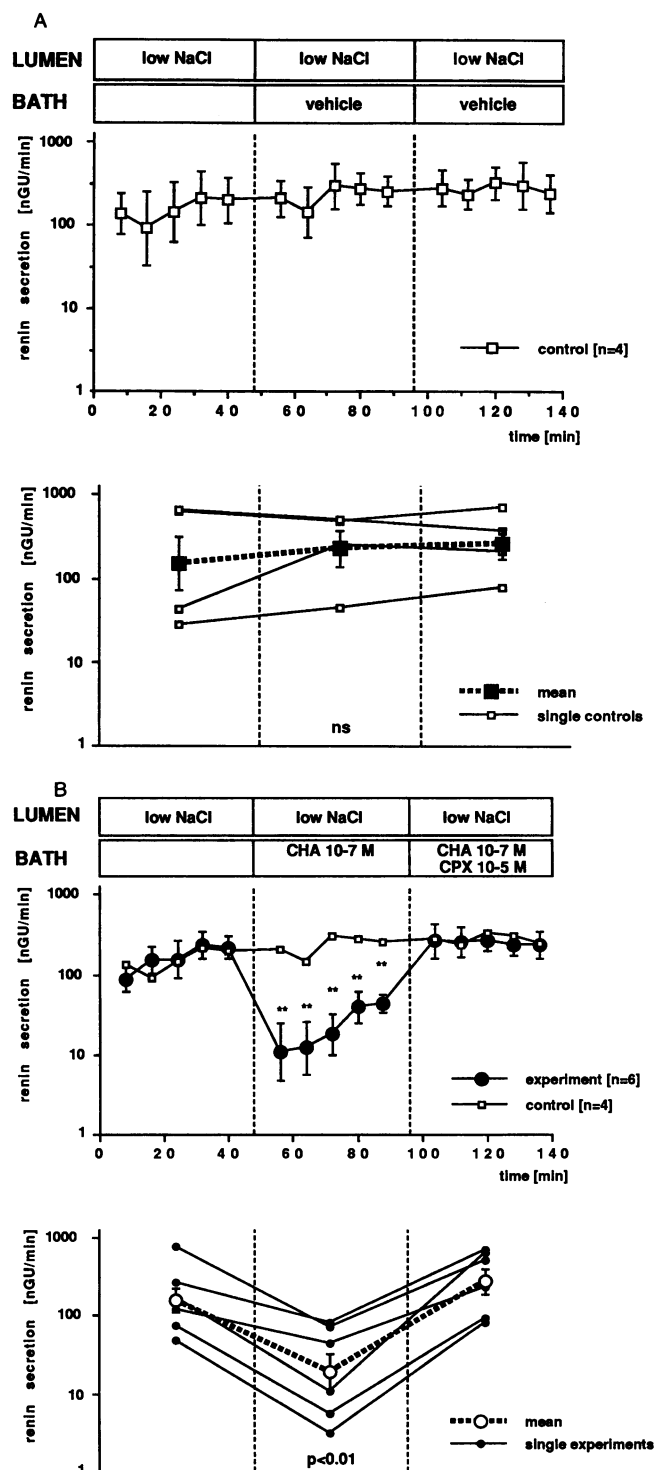 A
LUMEN low NaCl low NaCl low NaCl
BATH vehicle vehicle
renin secretion [nGU/min]
1000
100
10
1
control [n=4]
0 20 40 60 80 100 120 140
time [min]
renin secretion [nGU/min]
1000
100
10
1
mean
single controls
ns
B
LUMEN low NaCl low NaCl low NaCl
BATH CHA 10-7 M CHA 10-7 M
CPX 10-5 M
renin secretion [nGU/min]
1000
100
10
1
** ** ** ** **
experiment [n=6]
control [n=4]
0 20 40 60 80 100 120 140
time [min]
renin secretion [nGU/min]
1000
100
10
1
mean
single experiments
p<0.01